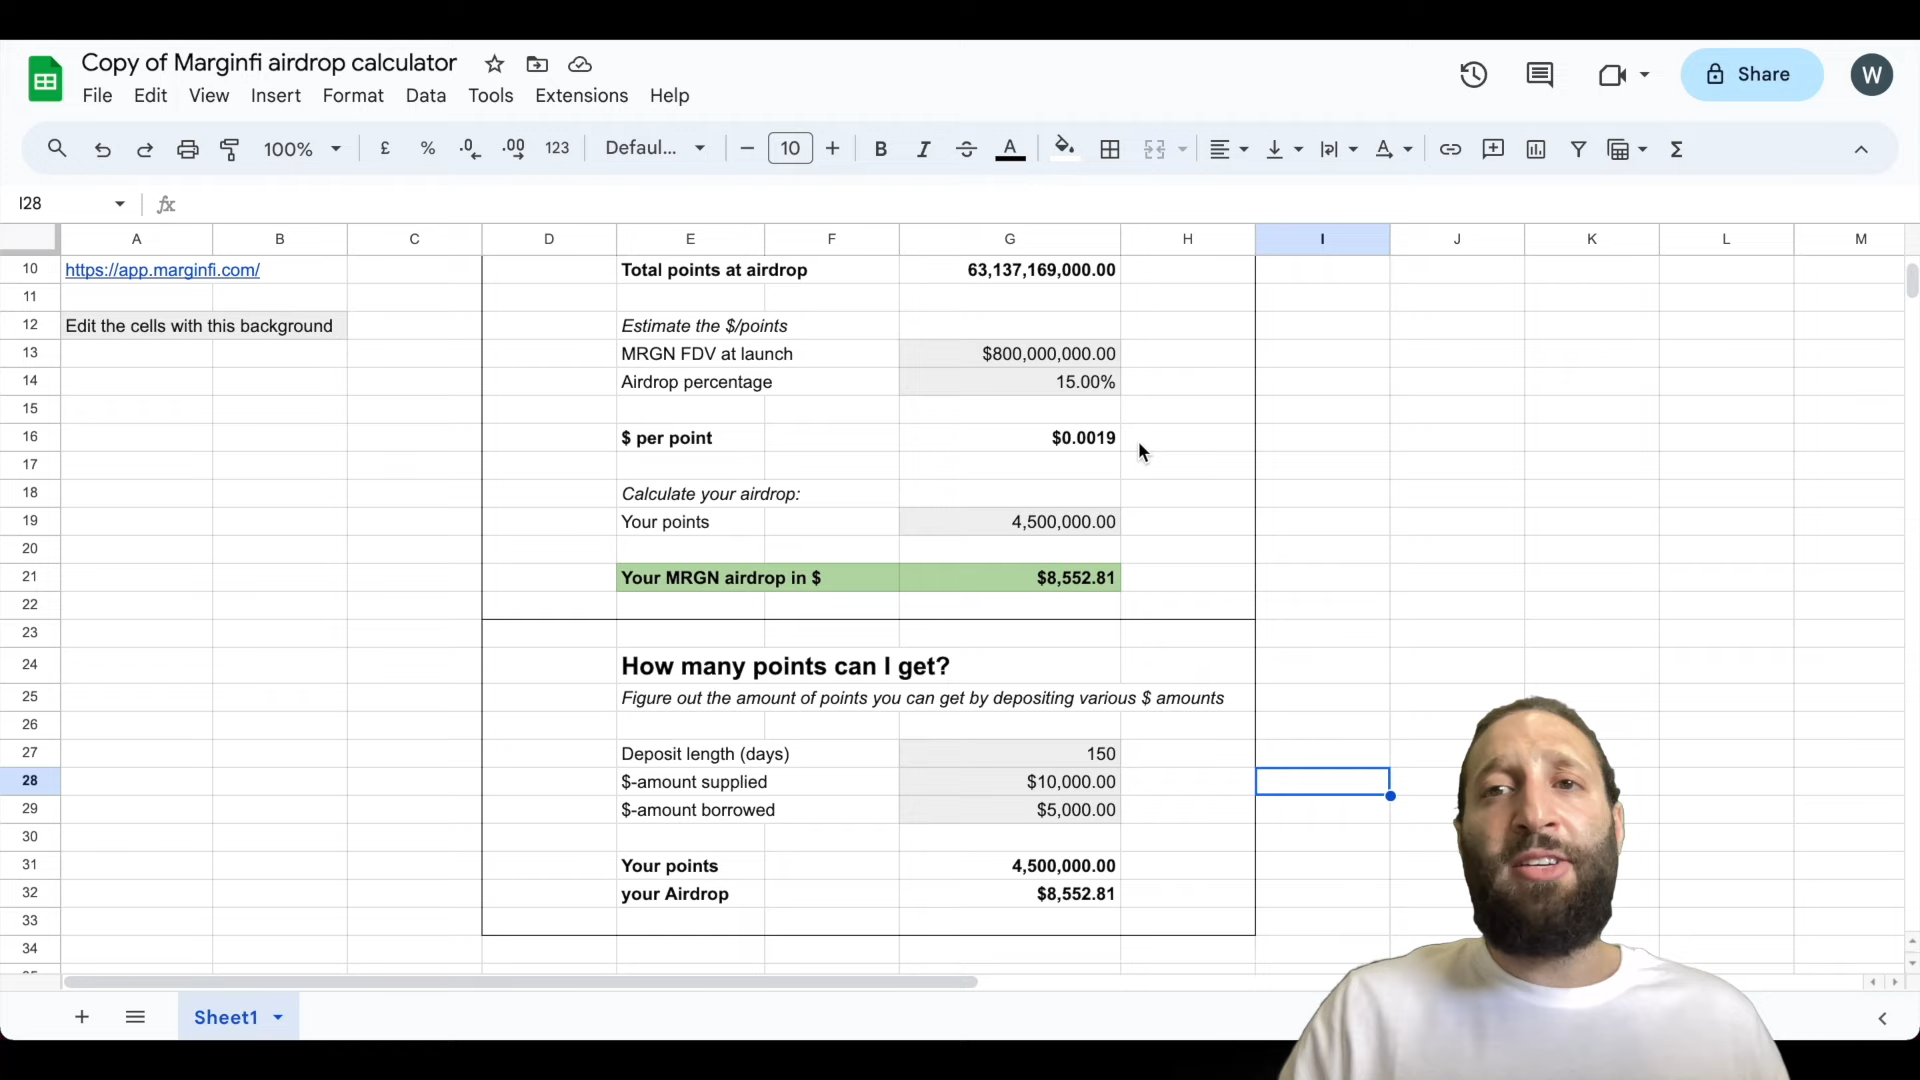 Copy of Marginfi airdrop calculator
File Edit View Insert Format Data Tools Extensions Help
Share
W
100% £ % .0 .00 123 Defaul... 10 B I A
I28 fx
A B C D E F G H I J K L M
10 https://app.marginfi.com/ Total points at airdrop 63,137,169,000.00
11
12 Edit the cells with this background Estimate the $/points
13 MRGN FDV at launch $800,000,000.00
14 Airdrop percentage 15.00%
15
16 $ per point $0.0019
17
18 Calculate your airdrop:
19 Your points 4,500,000.00
20
21 Your MRGN airdrop in $ $8,552.81
22
23
24 How many points can I get?
25 Figure out the amount of points you can get by depositing various $ amounts
26
27 Deposit length (days) 150
28 $-amount supplied $10,000.00
29 $-amount borrowed $5,000.00
30
31 Your points 4,500,000.00
32 your Airdrop $8,552.81
33
34
Sheet1